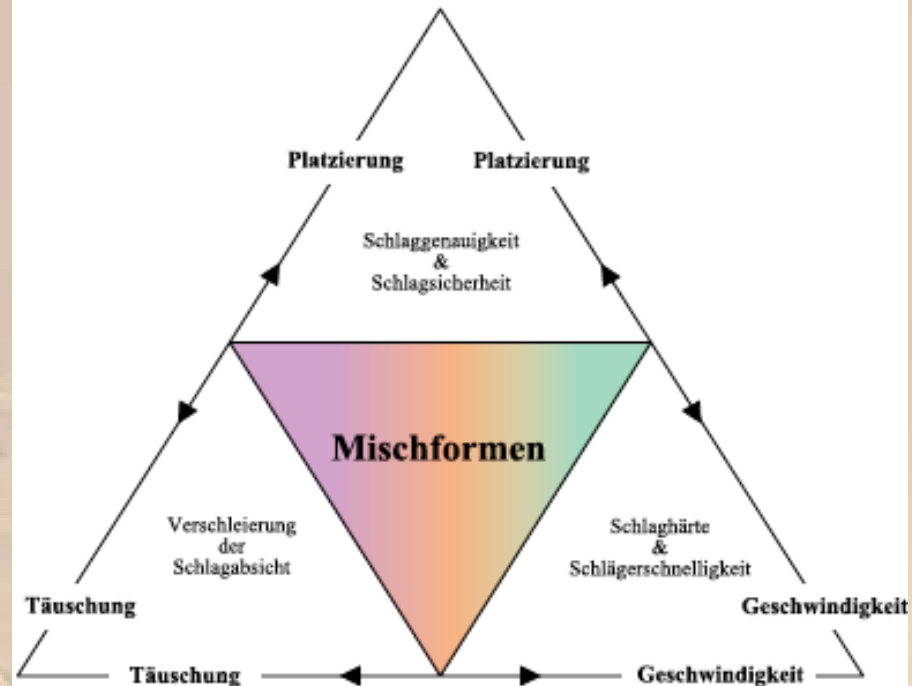 Platzierung Platzierung
Schlaggenauigkeit
&
Schlagsicherheit
Mischformen
Verschleierung
der
Schlagabsicht
Schlaghärte
&
Schlägerschnelligkeit
Täuschung
Geschwindigkeit
Täuschung
Geschwindigkeit